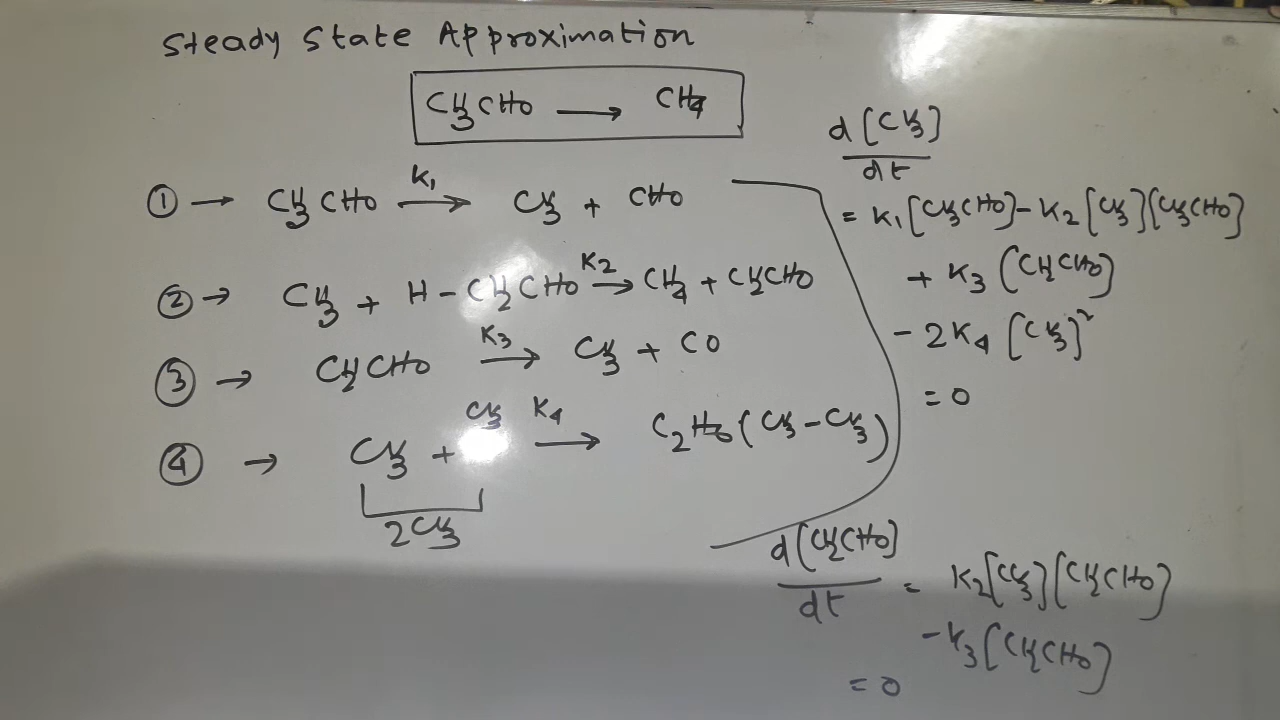 Steady State Approximation
CH3CHO → CH4
① → CH3CHO K1→ CH3 + CHO
② → CH3 + H - CH2CHO K2→ CH4 + CH2CHO
③ → CH2CHO K3→ CH3 + CO
④ → CH3 + CH3 K4→ C2H6 (CH3-CH3)
2CH3
d[CH3]
dt
= K1[CH3CHO] - K2[CH3][CH3CHO]
+ K3 (CH2CHO]
- 2K4 [CH3]²
= 0
d(CH2CHO]
dt
= K2[CH3][CH2CHO]
- K3[CH2CHO]
= 0